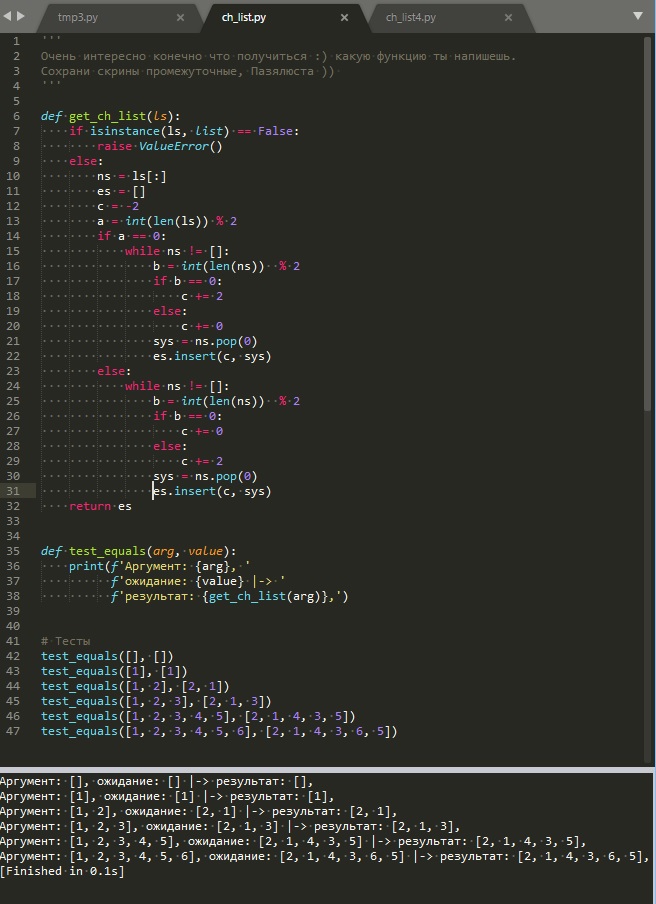 tmp3.py × ch_list.py × ch_list4.py ×
1 '''
2 Очень интересно конечно что получиться :) какую функцию ты напишешь.
3 Сохрани скрины промежуточные, Пазялюста ))
4 '''
5
6 def get_ch_list(ls):
7     if isinstance(ls, list) == False:
8         raise ValueError()
9     else:
10         ns = ls[:]
11         es = []
12         c = -2
13         a = int(len(ls)) % 2
14         if a == 0:
15             while ns != []:
16                 b = int(len(ns))  % 2
17                 if b == 0:
18                     c += 2
19                 else:
20                     c += 0
21                 sys = ns.pop(0)
22                 es.insert(c, sys)
23         else:
24             while ns != []:
25                 b = int(len(ns))  % 2
26                 if b == 0:
27                     c += 0
28                 else:
29                     c += 2
30                 sys = ns.pop(0)
31                 es.insert(c, sys)
32     return es
33
34
35 def test_equals(arg, value):
36     print(f'Аргумент: {arg}, '
37           f'ожидание: {value} |-> '
38           f'результат: {get_ch_list(arg)},')
39
40
41 # Тесты
42 test_equals([], [])
43 test_equals([1], [1])
44 test_equals([1, 2], [2, 1])
45 test_equals([1, 2, 3], [2, 1, 3])
46 test_equals([1, 2, 3, 4, 5], [2, 1, 4, 3, 5])
47 test_equals([1, 2, 3, 4, 5, 6], [2, 1, 4, 3, 6, 5])
Аргумент: [], ожидание: [] |-> результат: [],
Аргумент: [1], ожидание: [1] |-> результат: [1],
Аргумент: [1, 2], ожидание: [2, 1] |-> результат: [2, 1],
Аргумент: [1, 2, 3], ожидание: [2, 1, 3] |-> результат: [2, 1, 3],
Аргумент: [1, 2, 3, 4, 5], ожидание: [2, 1, 4, 3, 5] |-> результат: [2, 1, 4, 3, 5],
Аргумент: [1, 2, 3, 4, 5, 6], ожидание: [2, 1, 4, 3, 6, 5] |-> результат: [2, 1, 4, 3, 6, 5],
[Finished in 0.1s]